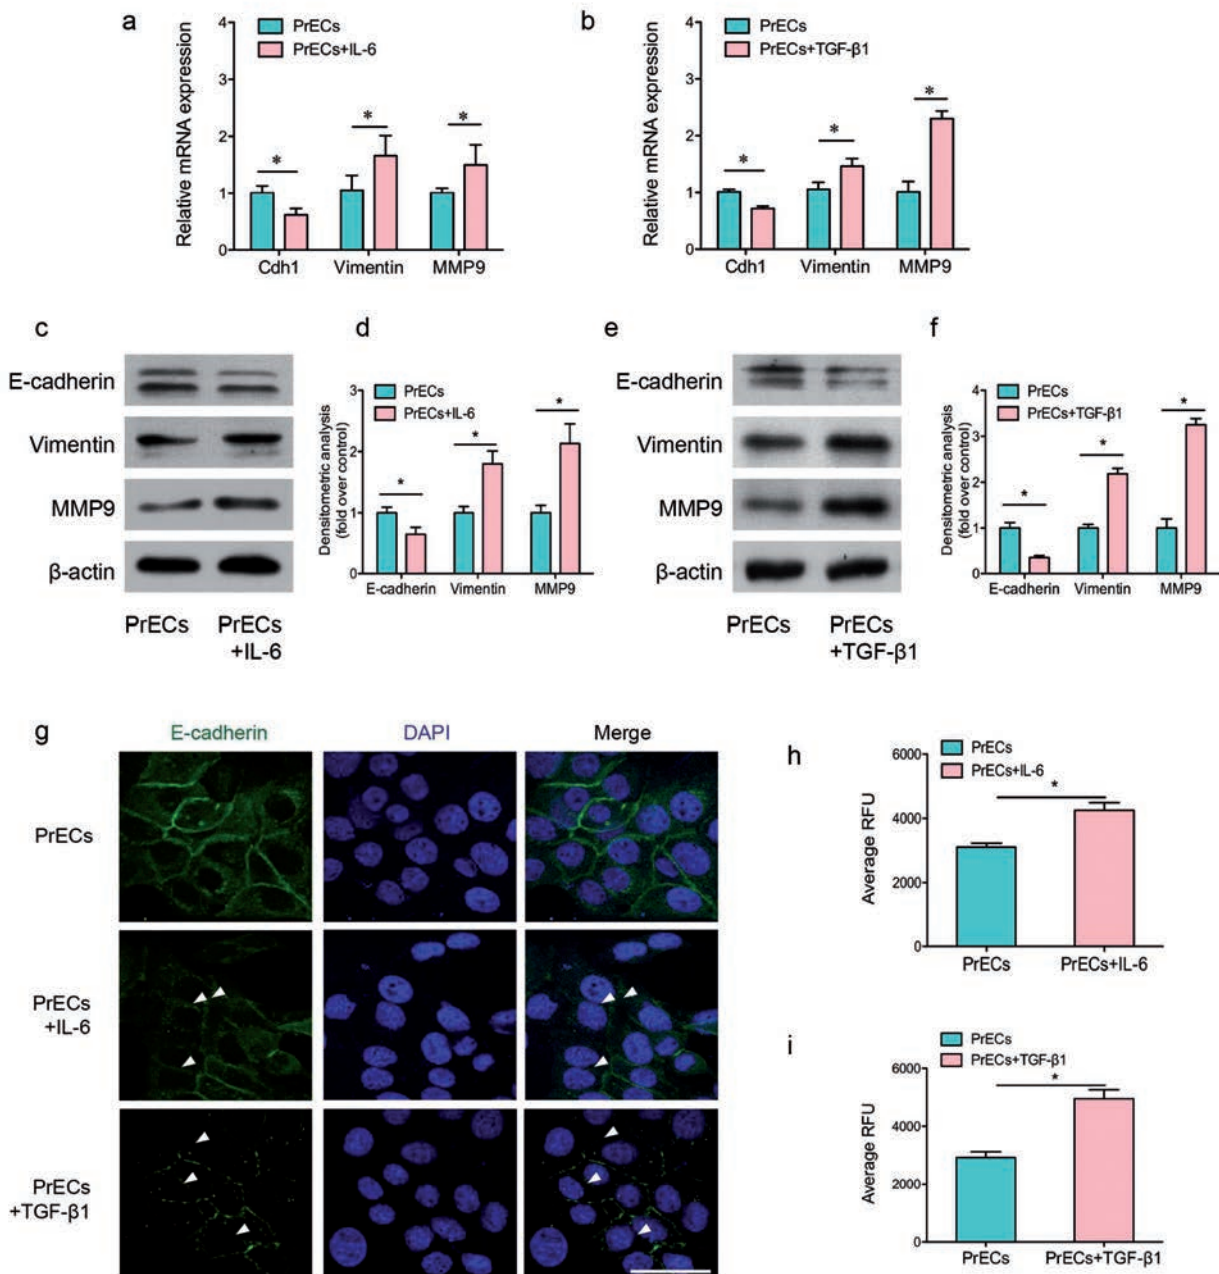 a
Relative mRNA expression
4
3
2
1
0
PrECs
PrECs+IL-6
*
*
*
Cdh1
Vimentin
MMP9
b
Relative mRNA expression
4
3
2
1
0
PrECs
PrECs+TGF-β1
*
*
*
Cdh1
Vimentin
MMP9
c
E-cadherin
Vimentin
MMP9
β-actin
PrECs
PrECs
+IL-6
d
Densitometric analysis
(fold over control)
3
2
1
0
PrECs
PrECs+IL-6
*
*
*
E-cadherin
Vimentin
MMP9
e
E-cadherin
Vimentin
MMP9
β-actin
PrECs
PrECs
+TGF-β1
f
Densitometric analysis
(fold over control)
4
3
2
1
0
PrECs
PrECs+TGF-β1
*
*
*
E-cadherin
Vimentin
MMP9
g
E-cadherin
DAPI
Merge
PrECs
PrECs
+IL-6
PrECs
+TGF-β1
h
Average RFU
6000
4000
2000
0
PrECs
PrECs+IL-6
*
PrECs
PrECs+IL-6
i
Average RFU
6000
4000
2000
0
PrECs
PrECs+TGF-β1
*
PrECs
PrECs+TGF-β1